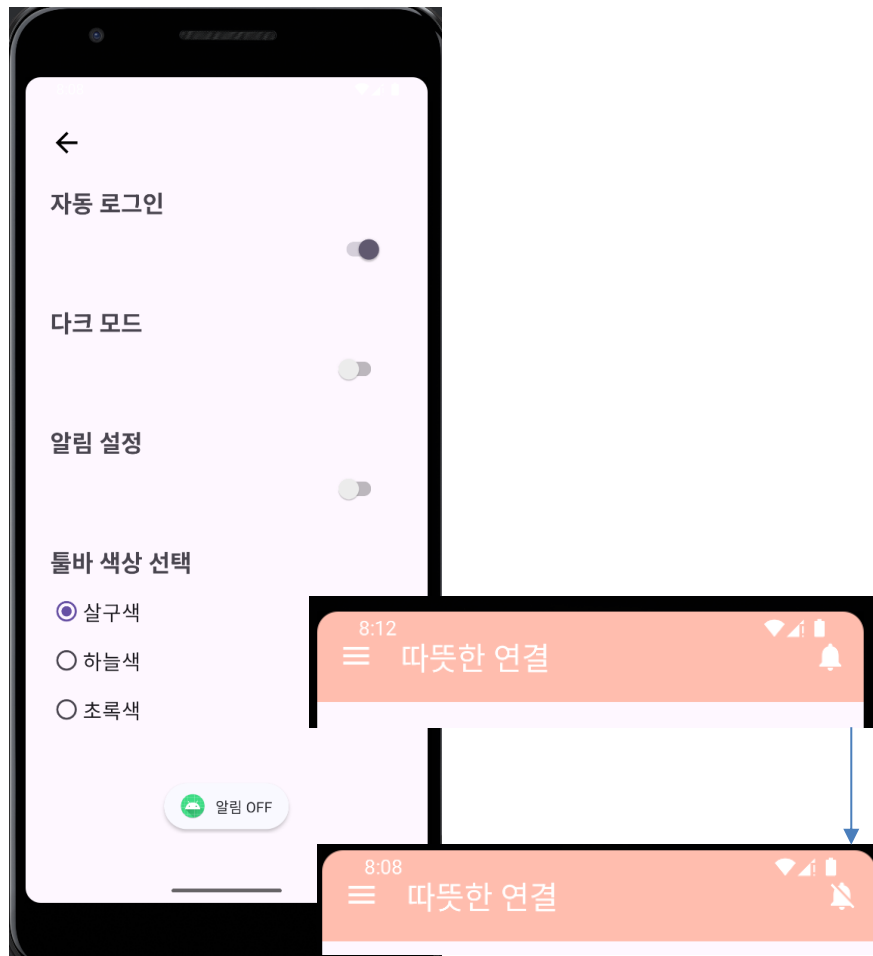 자동 로그인
다크 모드
알림 설정
툴바 색상 선택
살구색
하늘색
초록색
알림 OFF
8:12
따뜻한 연결
8:08
따뜻한 연결